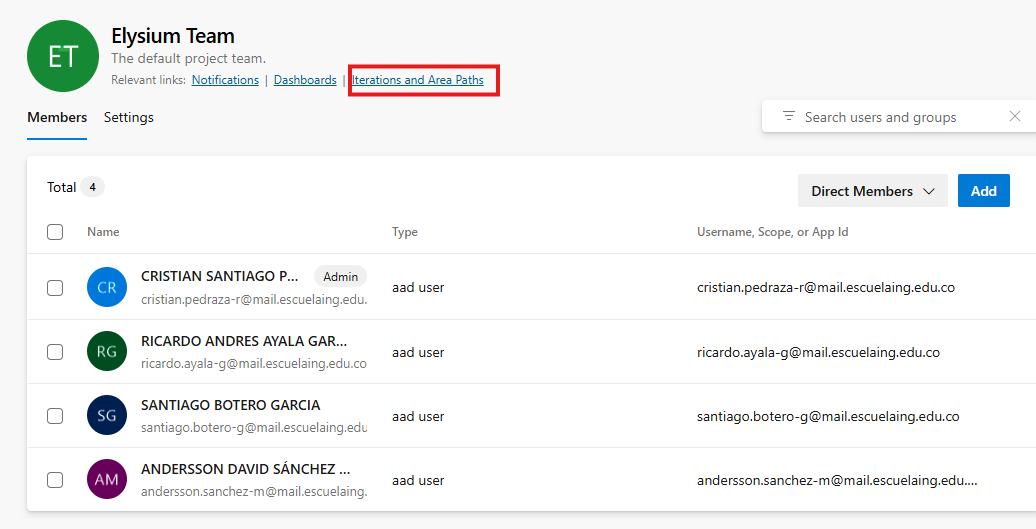 ET
Elysium Team
The default project team.
Relevant links: Notifications | Dashboards | Iterations and Area Paths
Members Settings
Search users and groups
Total 4
Direct Members Add
Name Type Username, Scope, or App Id
CR CRISTIAN SANTIAGO P... Admin
cristian.pedraza-r@mail.escuelaing.edu. aad user cristian.pedraza-r@mail.escuelaing.edu.co
RG RICARDO ANDRES AYALA GAR...
ricardo.ayala-g@mail.escuelaing.edu.co aad user ricardo.ayala-g@mail.escuelaing.edu.co
SG SANTIAGO BOTERO GARCIA
santiago.botero-g@mail.escuelaing.edu aad user santiago.botero-g@mail.escuelaing.edu.co
AM ANDERSSON DAVID SÁNCHEZ ...
andersson.sanchez-m@mail.escuelaing. aad user andersson.sanchez-m@mail.escuelaing.edu....